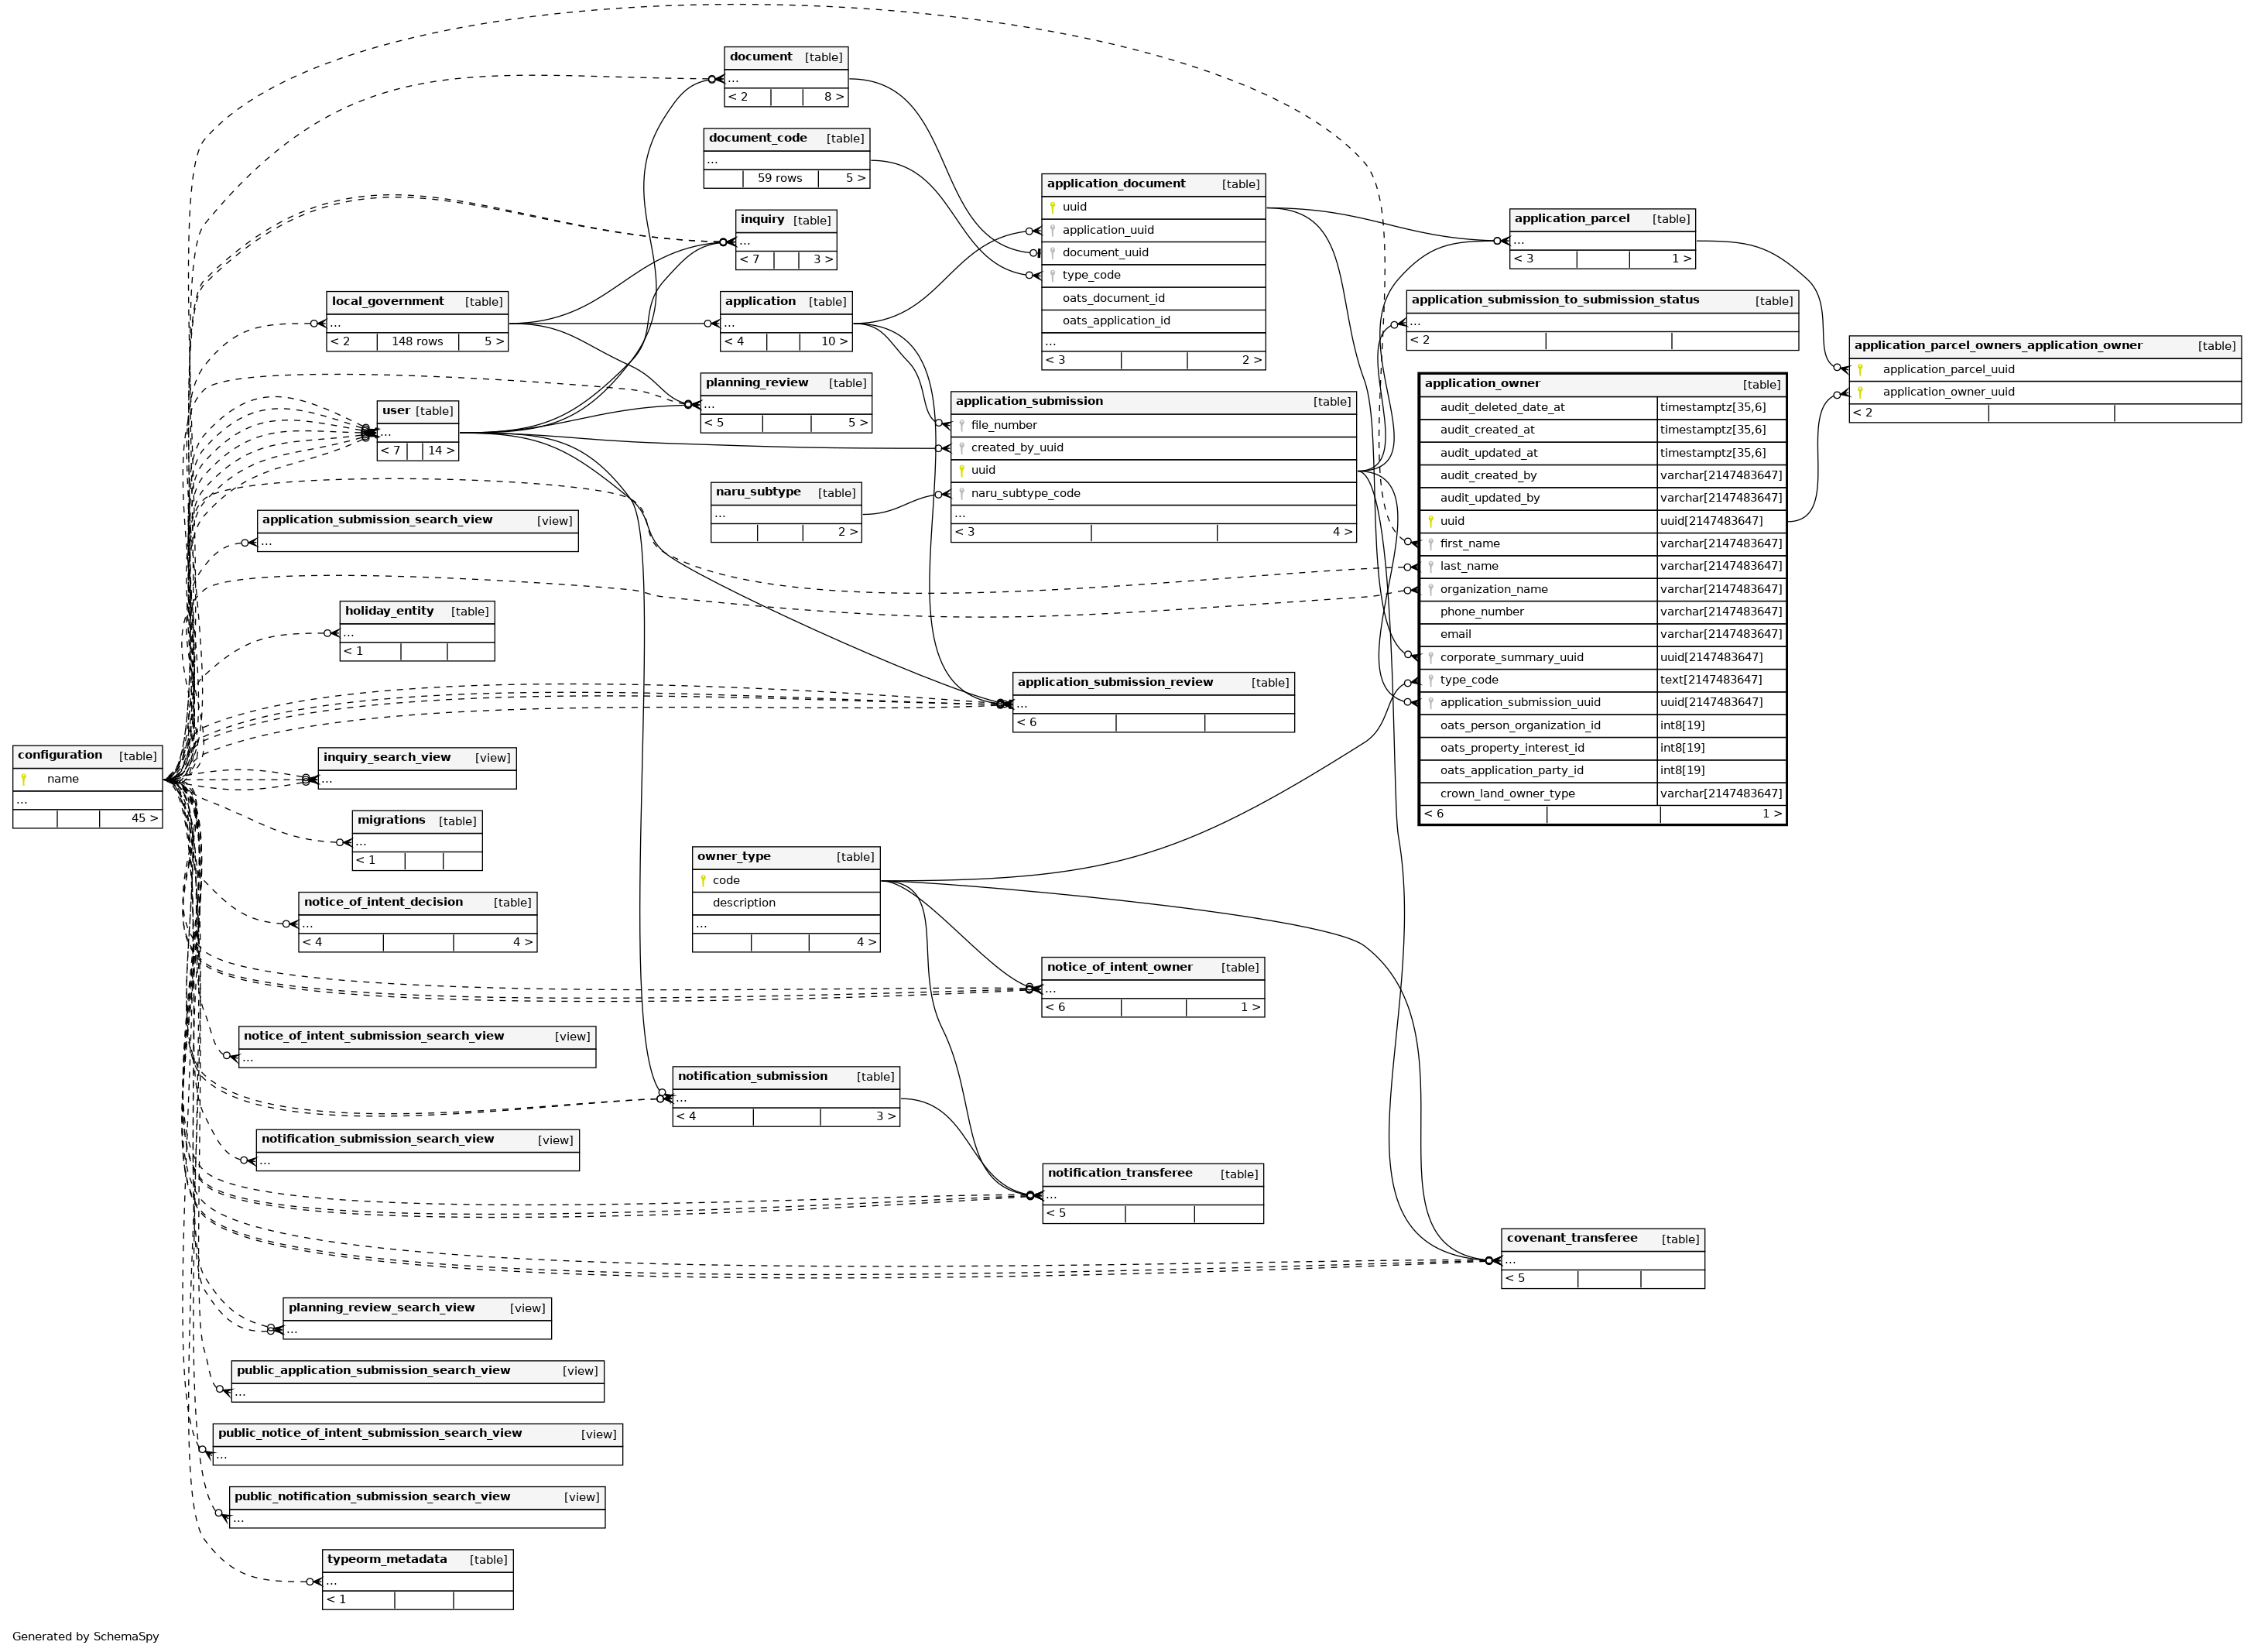 document [table]
...
< 2 8 >
document_code [table]
...
59 rows 5 >
inquiry [table]
...
< 7 3 >
local_government [table]
...
< 2 148 rows 5 >
application [table]
...
< 4 10 >
planning_review [table]
...
< 5 5 >
user [table]
...
< 7 14 >
naru_subtype [table]
...
2 >
application_document [table]
uuid
application_uuid
document_uuid
type_code
oats_document_id
oats_application_id
...
< 3 2 >
application_submission [table]
file_number
created_by_uuid
uuid
naru_subtype_code
...
< 3 4 >
application_parcel [table]
...
< 3 1 >
application_submission_to_submission_status [table]
...
< 2
application_parcel_owners_application_owner [table]
application_parcel_uuid
application_owner_uuid
< 2
application_owner [table]
audit_deleted_date_at timestamptz[35,6]
audit_created_at timestamptz[35,6]
audit_updated_at timestamptz[35,6]
audit_created_by varchar[2147483647]
audit_updated_by varchar[2147483647]
uuid uuid[2147483647]
first_name varchar[2147483647]
last_name varchar[2147483647]
organization_name varchar[2147483647]
phone_number varchar[2147483647]
email varchar[2147483647]
corporate_summary_uuid uuid[2147483647]
type_code text[2147483647]
application_submission_uuid uuid[2147483647]
oats_person_organization_id int8[19]
oats_property_interest_id int8[19]
oats_application_party_id int8[19]
crown_land_owner_type varchar[2147483647]
< 6 1 >
application_submission_search_view [view]
...
holiday_entity [table]
...
< 1
application_submission_review [table]
...
< 6
configuration [table]
name
...
45 >
inquiry_search_view [view]
...
migrations [table]
...
< 1
owner_type [table]
code
description
...
4 >
notice_of_intent_decision [table]
...
< 4 4 >
notice_of_intent_owner [table]
...
< 6 1 >
notice_of_intent_submission_search_view [view]
...
notification_submission [table]
...
< 4 3 >
notification_submission_search_view [view]
...
notification_transferee [table]
...
< 5
covenant_transferee [table]
...
< 5
planning_review_search_view [view]
...
public_application_submission_search_view [view]
...
public_notice_of_intent_submission_search_view [view]
...
public_notification_submission_search_view [view]
...
typeorm_metadata [table]
...
< 1
Generated by SchemaSpy